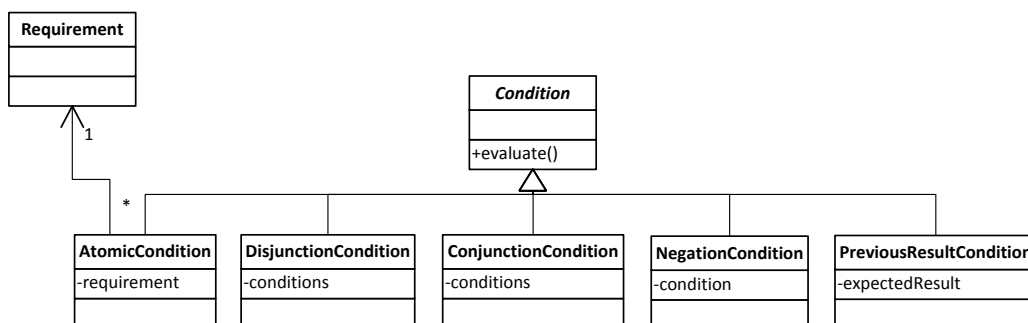 Requirement
Condition
+evaluate()
1
*
AtomicCondition
-requirement
DisjunctionCondition
-conditions
ConjunctionCondition
-conditions
NegationCondition
-condition
PreviousResultCondition
-expectedResult